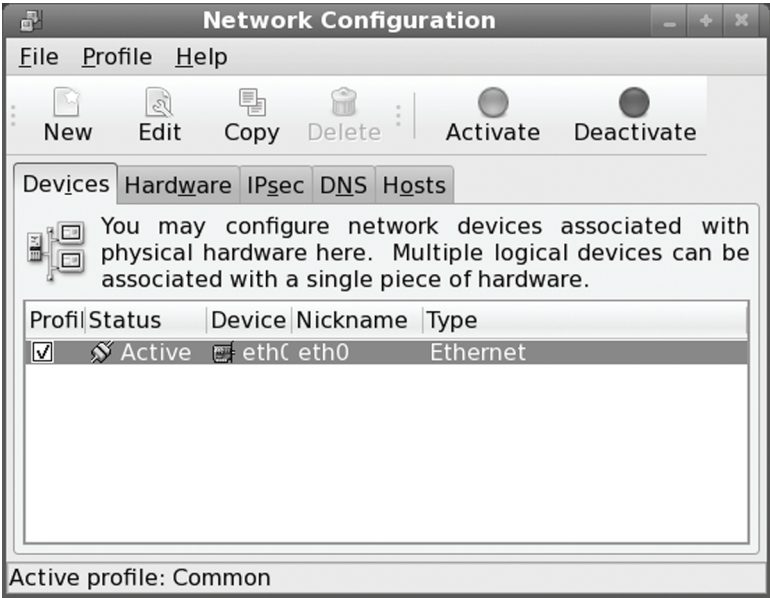 Network Configuration
File Profile Help
New Edit Copy Delete Activate Deactivate
Devices Hardware IPsec DNS Hosts
You may configure network devices associated with
physical hardware here. Multiple logical devices can be
associated with a single piece of hardware.
Profil Status Device Nickname Type
Active eth0 eth0 Ethernet
Active profile: Common